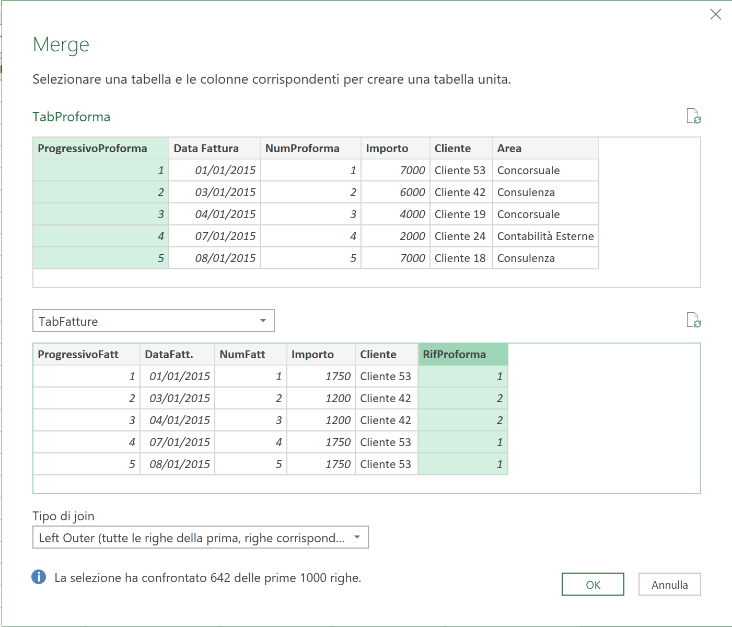 Merge
Selezionare una tabella e le colonne corrispondenti per creare una tabella unita.
TabProforma
ProgressivoProforma Data Fattura NumProforma Importo Cliente Area
1 01/01/2015 1 7000 Cliente 53 Concorsuale
2 03/01/2015 2 6000 Cliente 42 Consulenza
3 04/01/2015 3 4000 Cliente 19 Concorsuale
4 07/01/2015 4 2000 Cliente 24 Contabilità Esterne
5 08/01/2015 5 7000 Cliente 18 Consulenza
TabFatture
ProgressivoFatt DataFatt. NumFatt Importo Cliente RifProforma
1 01/01/2015 1 1750 Cliente 53 1
2 03/01/2015 2 1200 Cliente 42 2
3 04/01/2015 3 1200 Cliente 42 2
4 07/01/2015 4 1750 Cliente 53 1
5 08/01/2015 5 1750 Cliente 53 1
Tipo di join
Left Outer (tutte le righe della prima, righe corrispond...
La selezione ha confrontato 642 delle prime 1000 righe.
OK Annulla